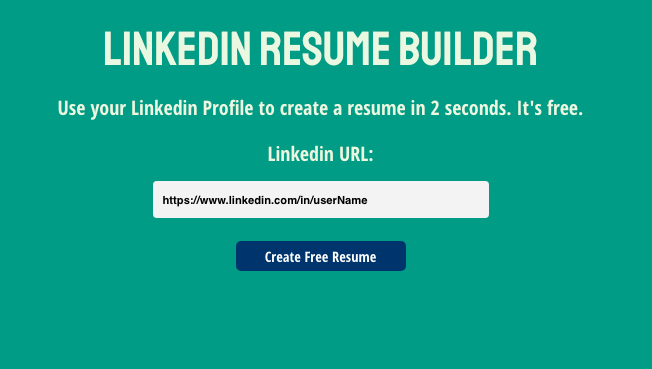 LINKEDIN RESUME BUILDER
Use your Linkedin Profile to create a resume in 2 seconds. It's free.
Linkedin URL:
https://www.linkedin.com/in/userName
Create Free Resume